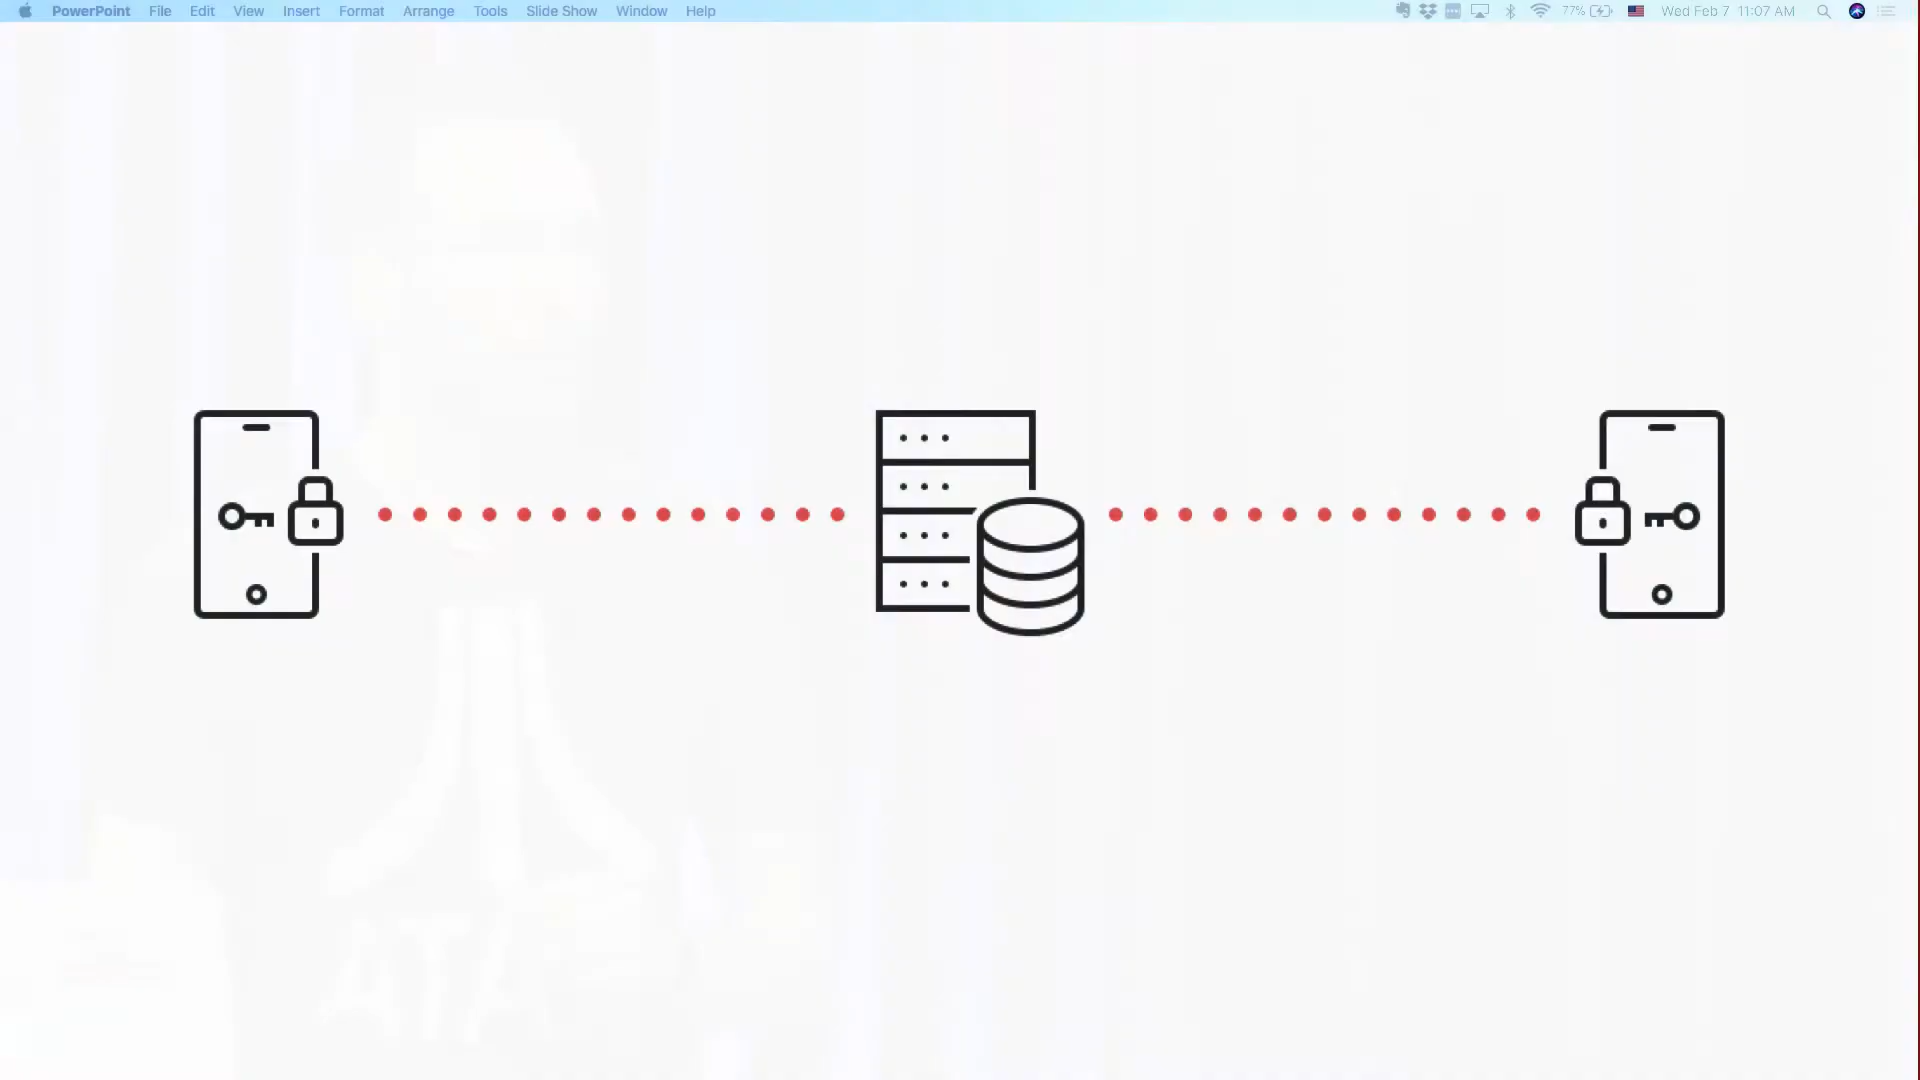 PowerPoint File Edit View Insert Format Arrange Tools Slide Show Window Help 77% Wed Feb 7 11:07 AM
ATA